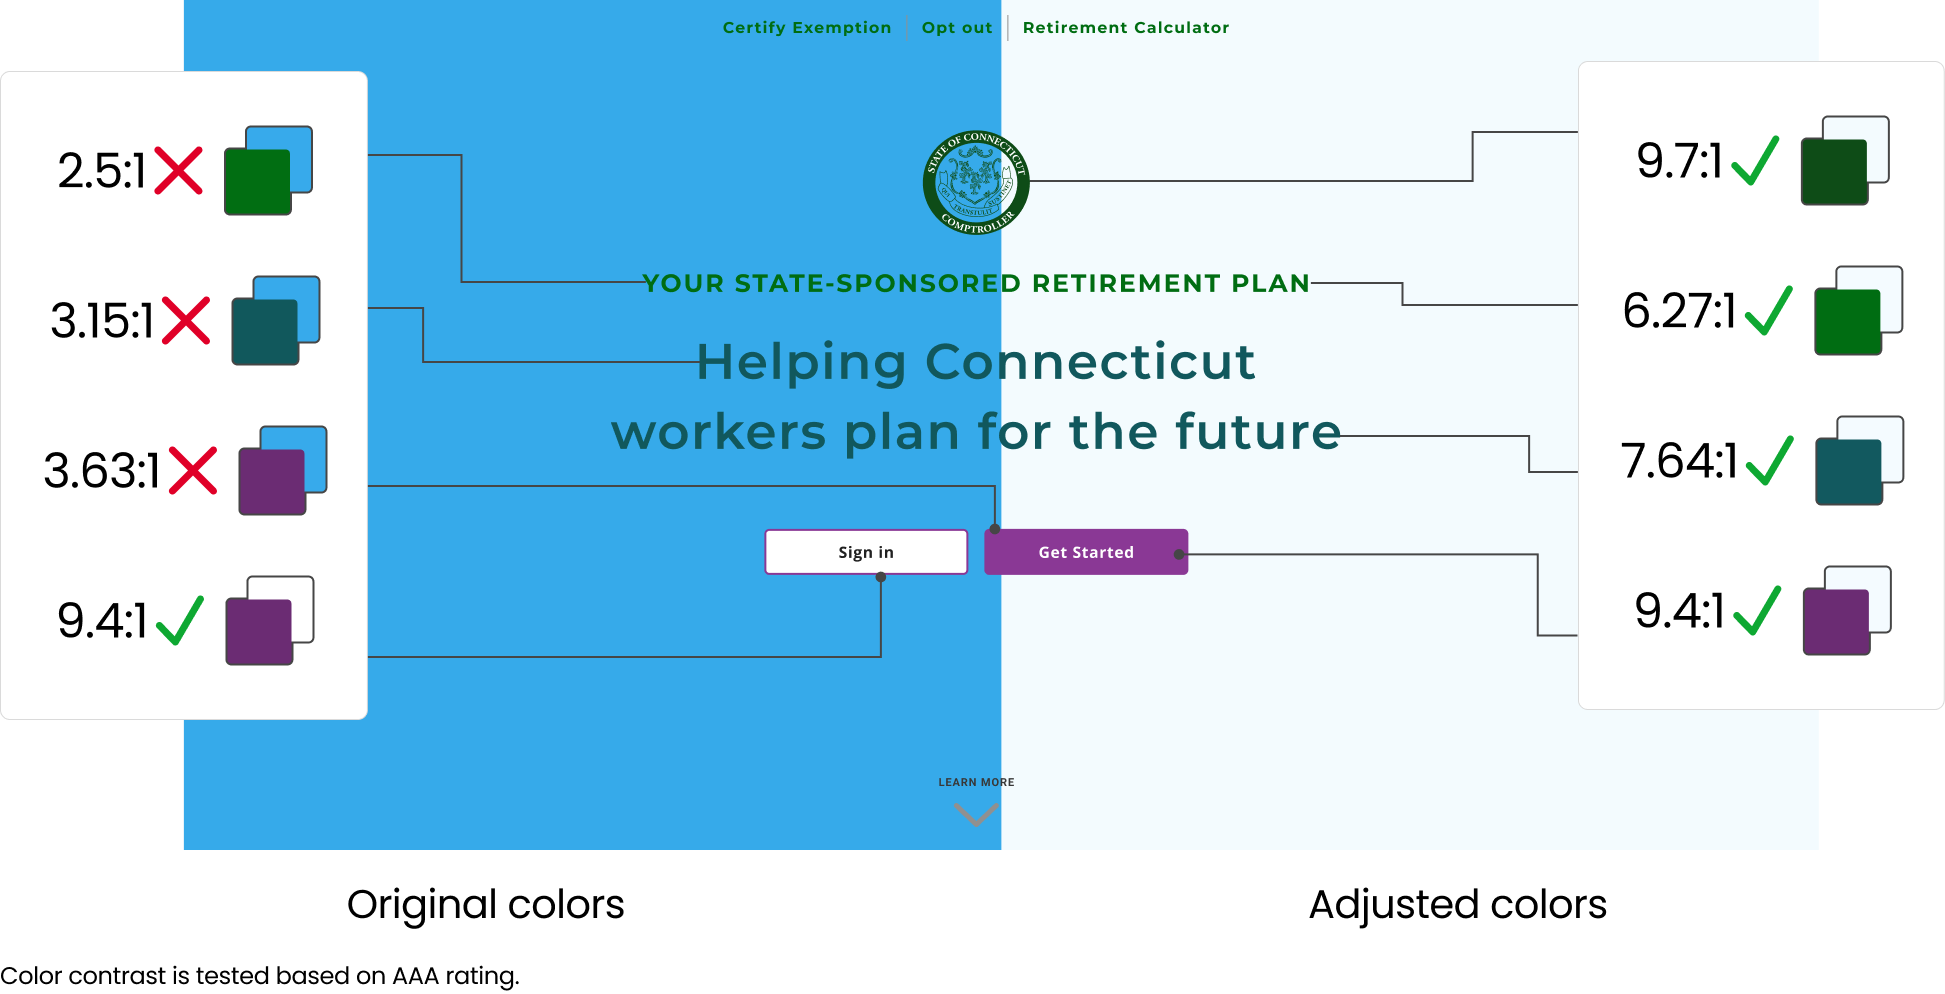 Certify Exemption
Opt out
Retirement Calculator
2.5:1
3.15:1
3.63:1
9.4:1
STATE OF CONNECTICUT
QUI
TRANSTULIT
SUSTINET
COMPTROLLER
YOUR STATE-SPONSORED RETIREMENT PLAN
Helping Connecticut
workers plan for the future
Sign in
Get Started
LEARN MORE
9.7:1
6.27:1
7.64:1
9.4:1
Original colors
Adjusted colors
Color contrast is tested based on AAA rating.